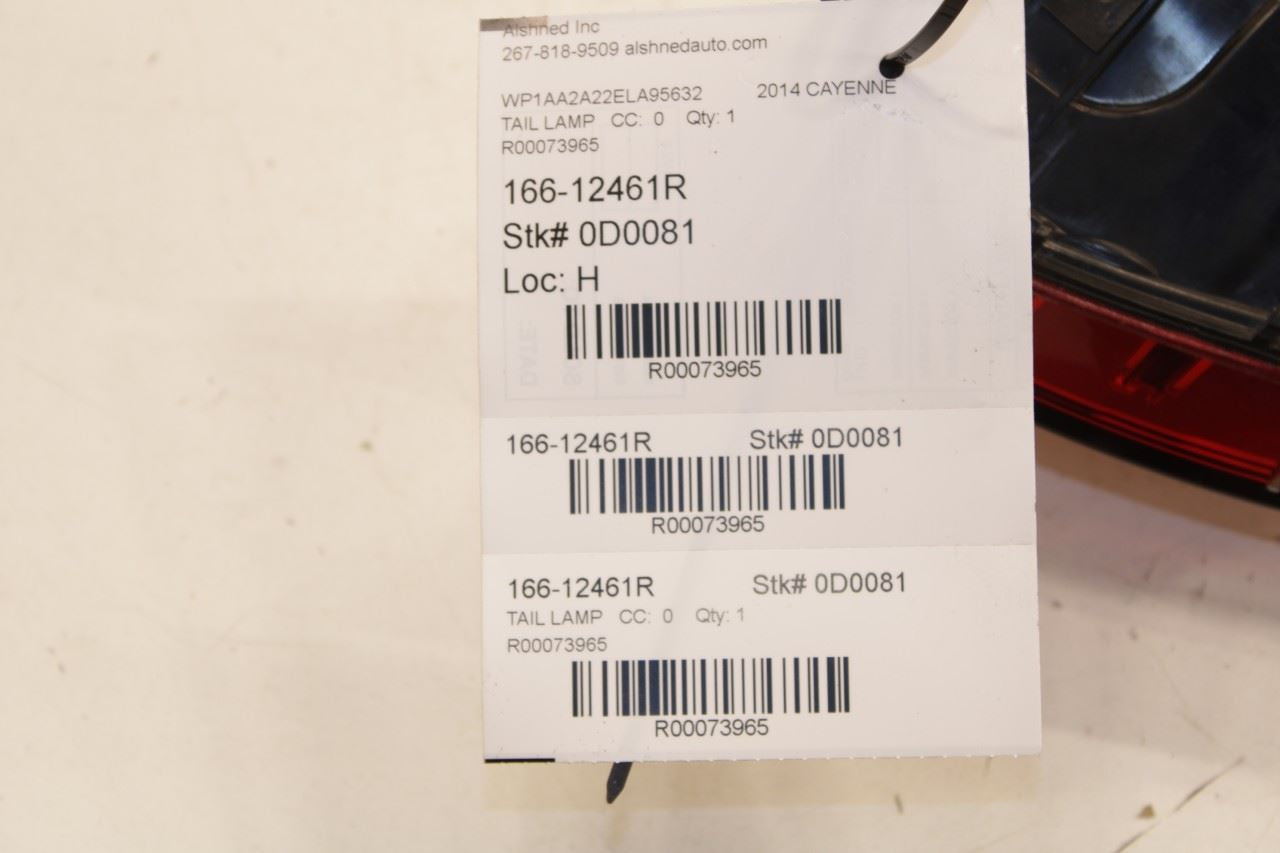 Alshned Inc
267-818-9509 alshnedauto.com
WP1AA2A22ELA95632 2014 CAYENNE
TAIL LAMP CC: 0 Qty: 1
R00073965
166-12461R
Stk# 0D0081
Loc: H
R00073965
166-12461R Stk# 0D0081
R00073965
166-12461R Stk# 0D0081
TAIL LAMP CC: 0 Qty: 1
R00073965
R00073965